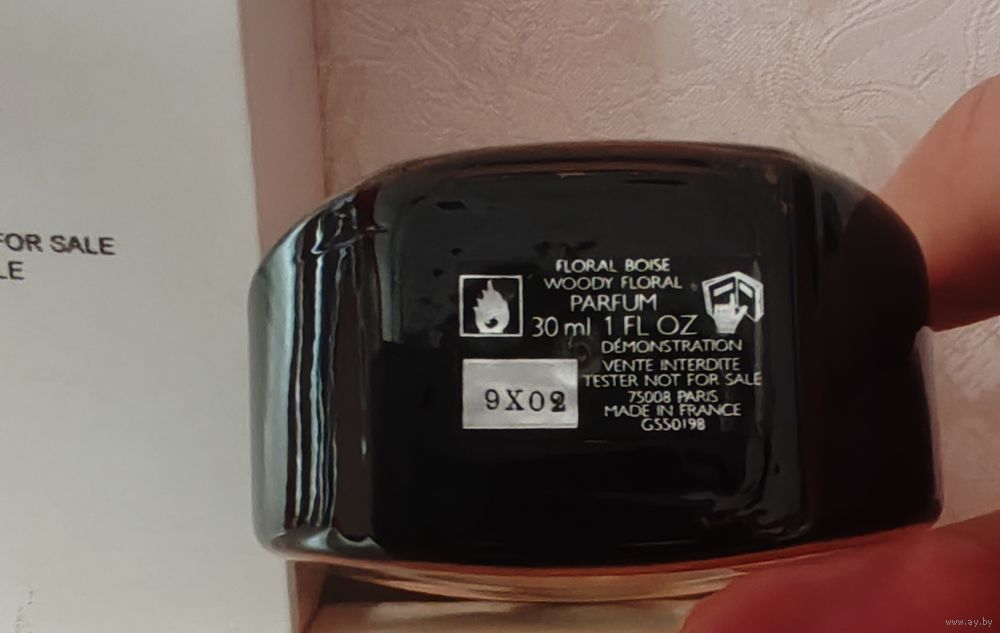 FOR SALE
LE
FLORAL BOISE
WOODY FLORAL
PARFUM
30 ml 1 FL OZ
DÉMONSTRATION
VENTE INTERDITE
TESTER NOT FOR SALE
75008 PARIS
MADE IN FRANCE
G550198
9X02
www.ay.by